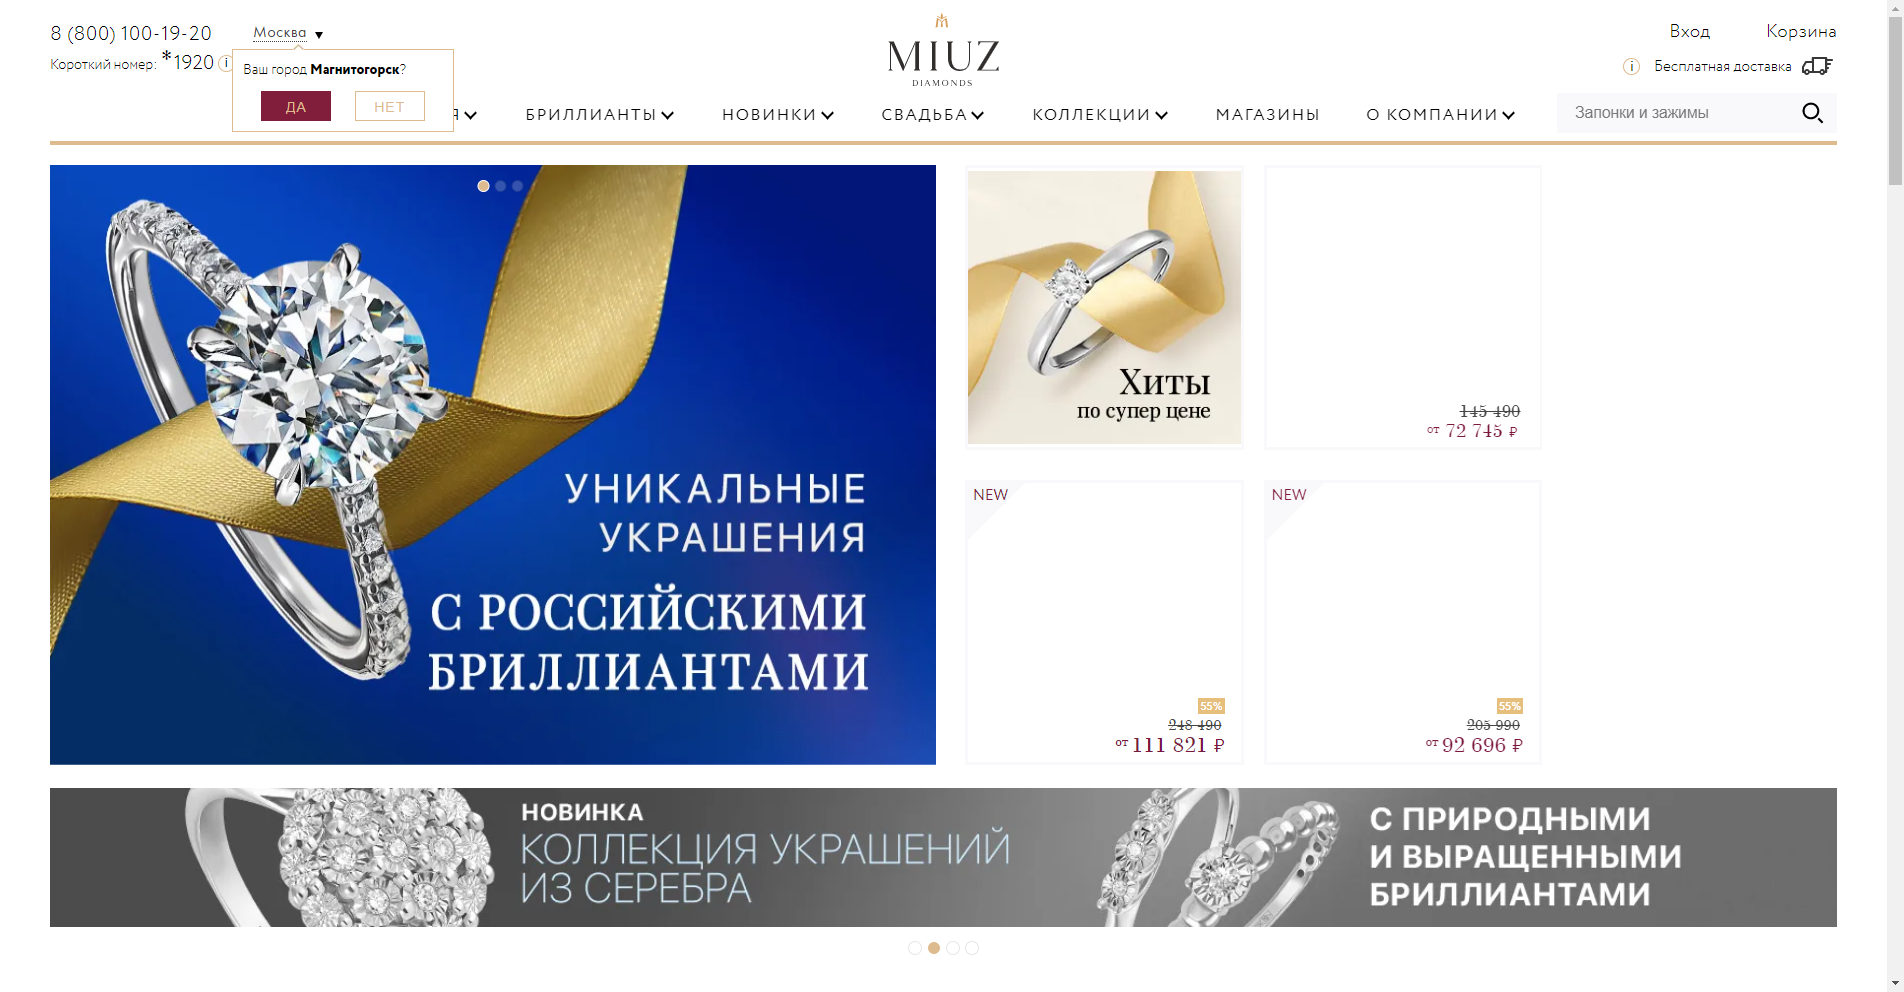 8 (800) 100-19-20
Москва ▼
Короткий номер: *1920
Ваш город Магнитогорск?
ДА
НЕТ
MIUZ
DIAMONDS
Вход
Корзина
Бесплатная доставка
БРИЛЛИАНТЫ
НОВИНКИ
СВАДЬБА
КОЛЛЕКЦИИ
МАГАЗИНЫ
О КОМПАНИИ
Запонки и зажимы
УНИКАЛЬНЫЕ
УКРАШЕНИЯ
С РОССИЙСКИМИ
БРИЛЛИАНТАМИ
Хиты
по супер цене
145 490
от 72 745 ₽
NEW
55%
248 490
от 111 821 ₽
NEW
55%
205 990
от 92 696 ₽
НОВИНКА
КОЛЛЕКЦИЯ УКРАШЕНИЙ
ИЗ СЕРЕБРА
С ПРИРОДНЫМИ
И ВЫРАЩЕННЫМИ
БРИЛЛИАНТАМИ